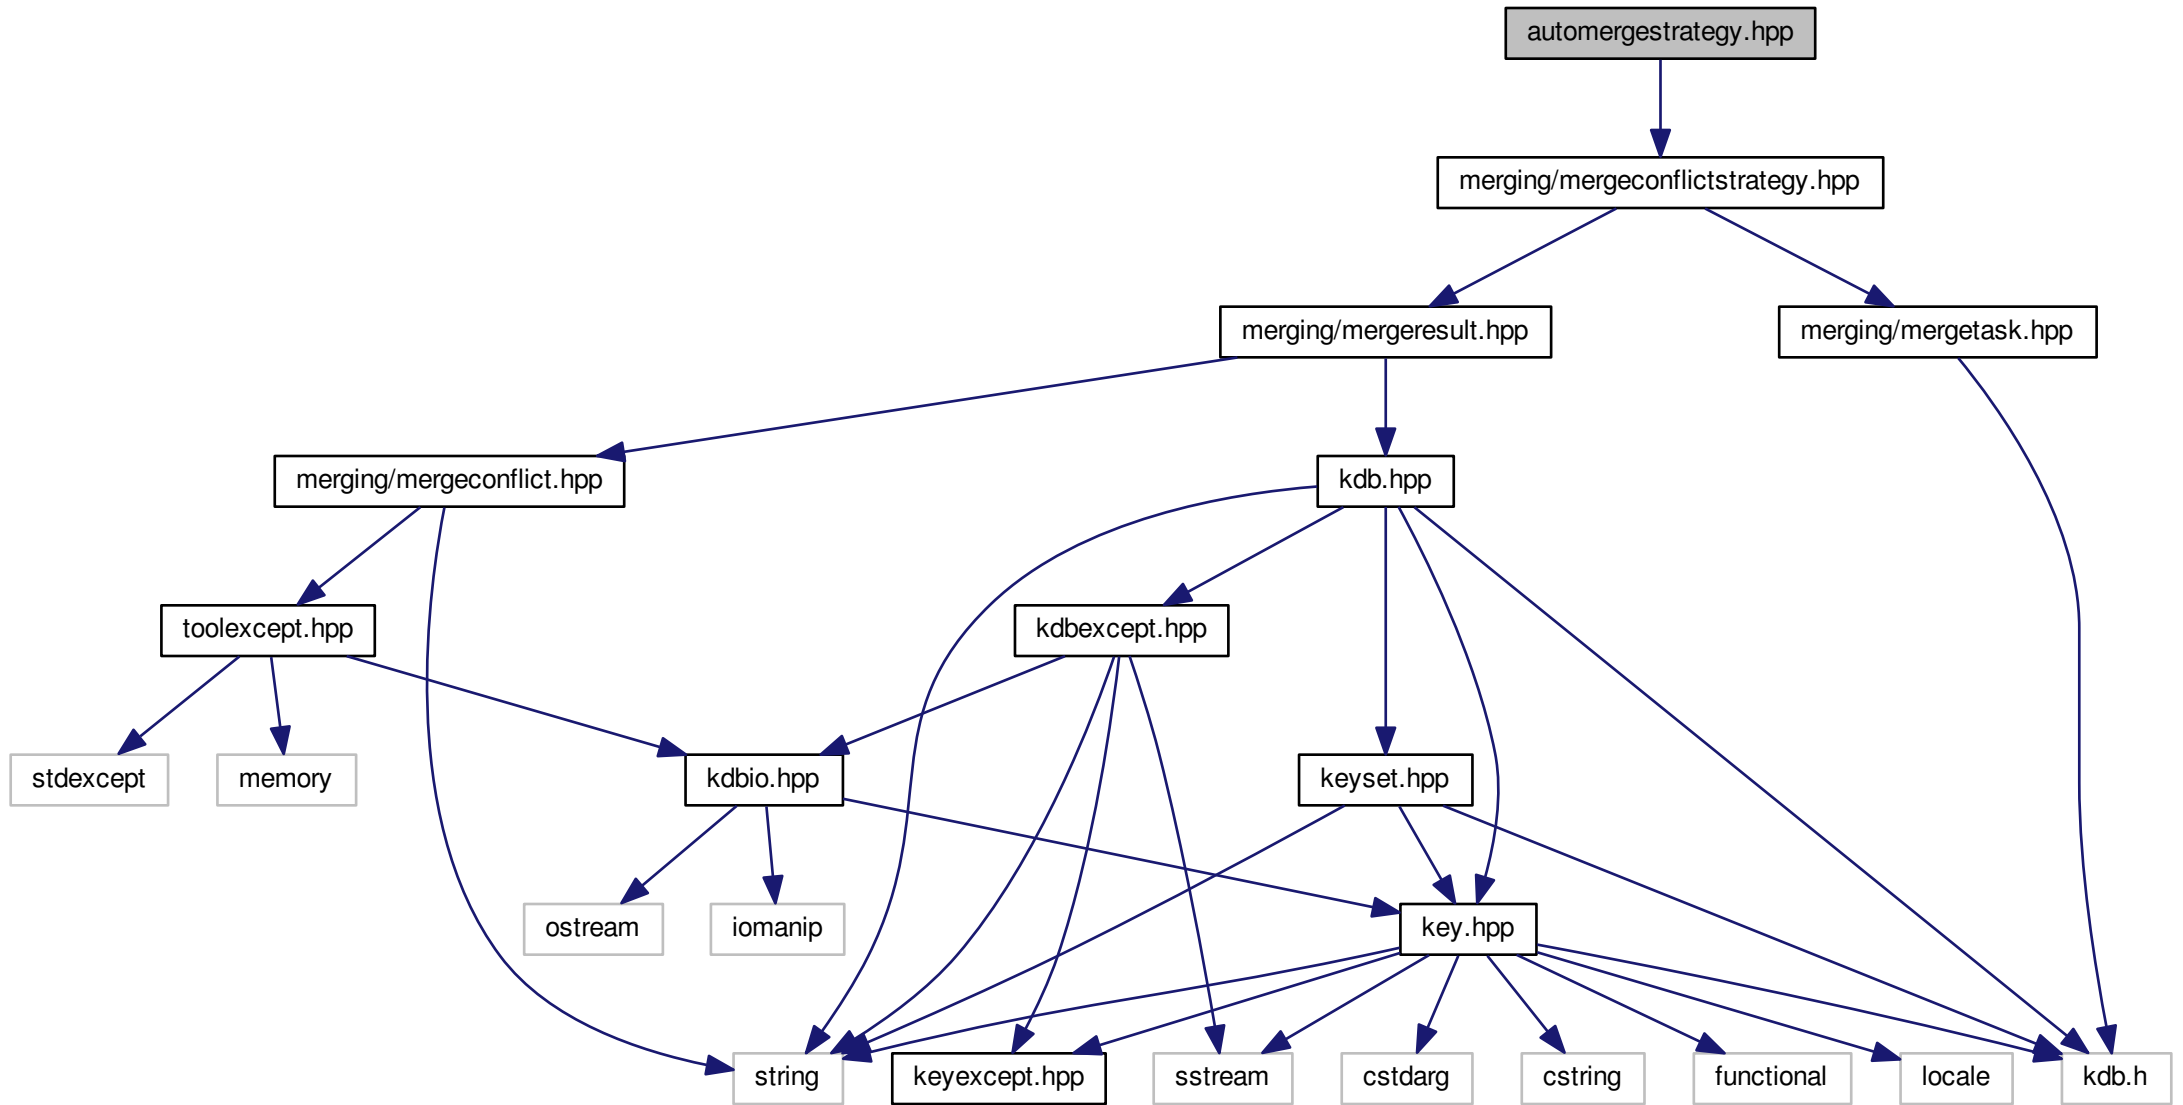 automergestrategy.hpp
merging/mergeconflictstrategy.hpp
merging/mergeresult.hpp
merging/mergetask.hpp
merging/mergeconflict.hpp
kdb.hpp
toolexcept.hpp
kdbexcept.hpp
stdexcept
memory
kdbio.hpp
keyset.hpp
ostream
iomanip
key.hpp
string
keyexcept.hpp
sstream
cstdarg
cstring
functional
locale
kdb.h